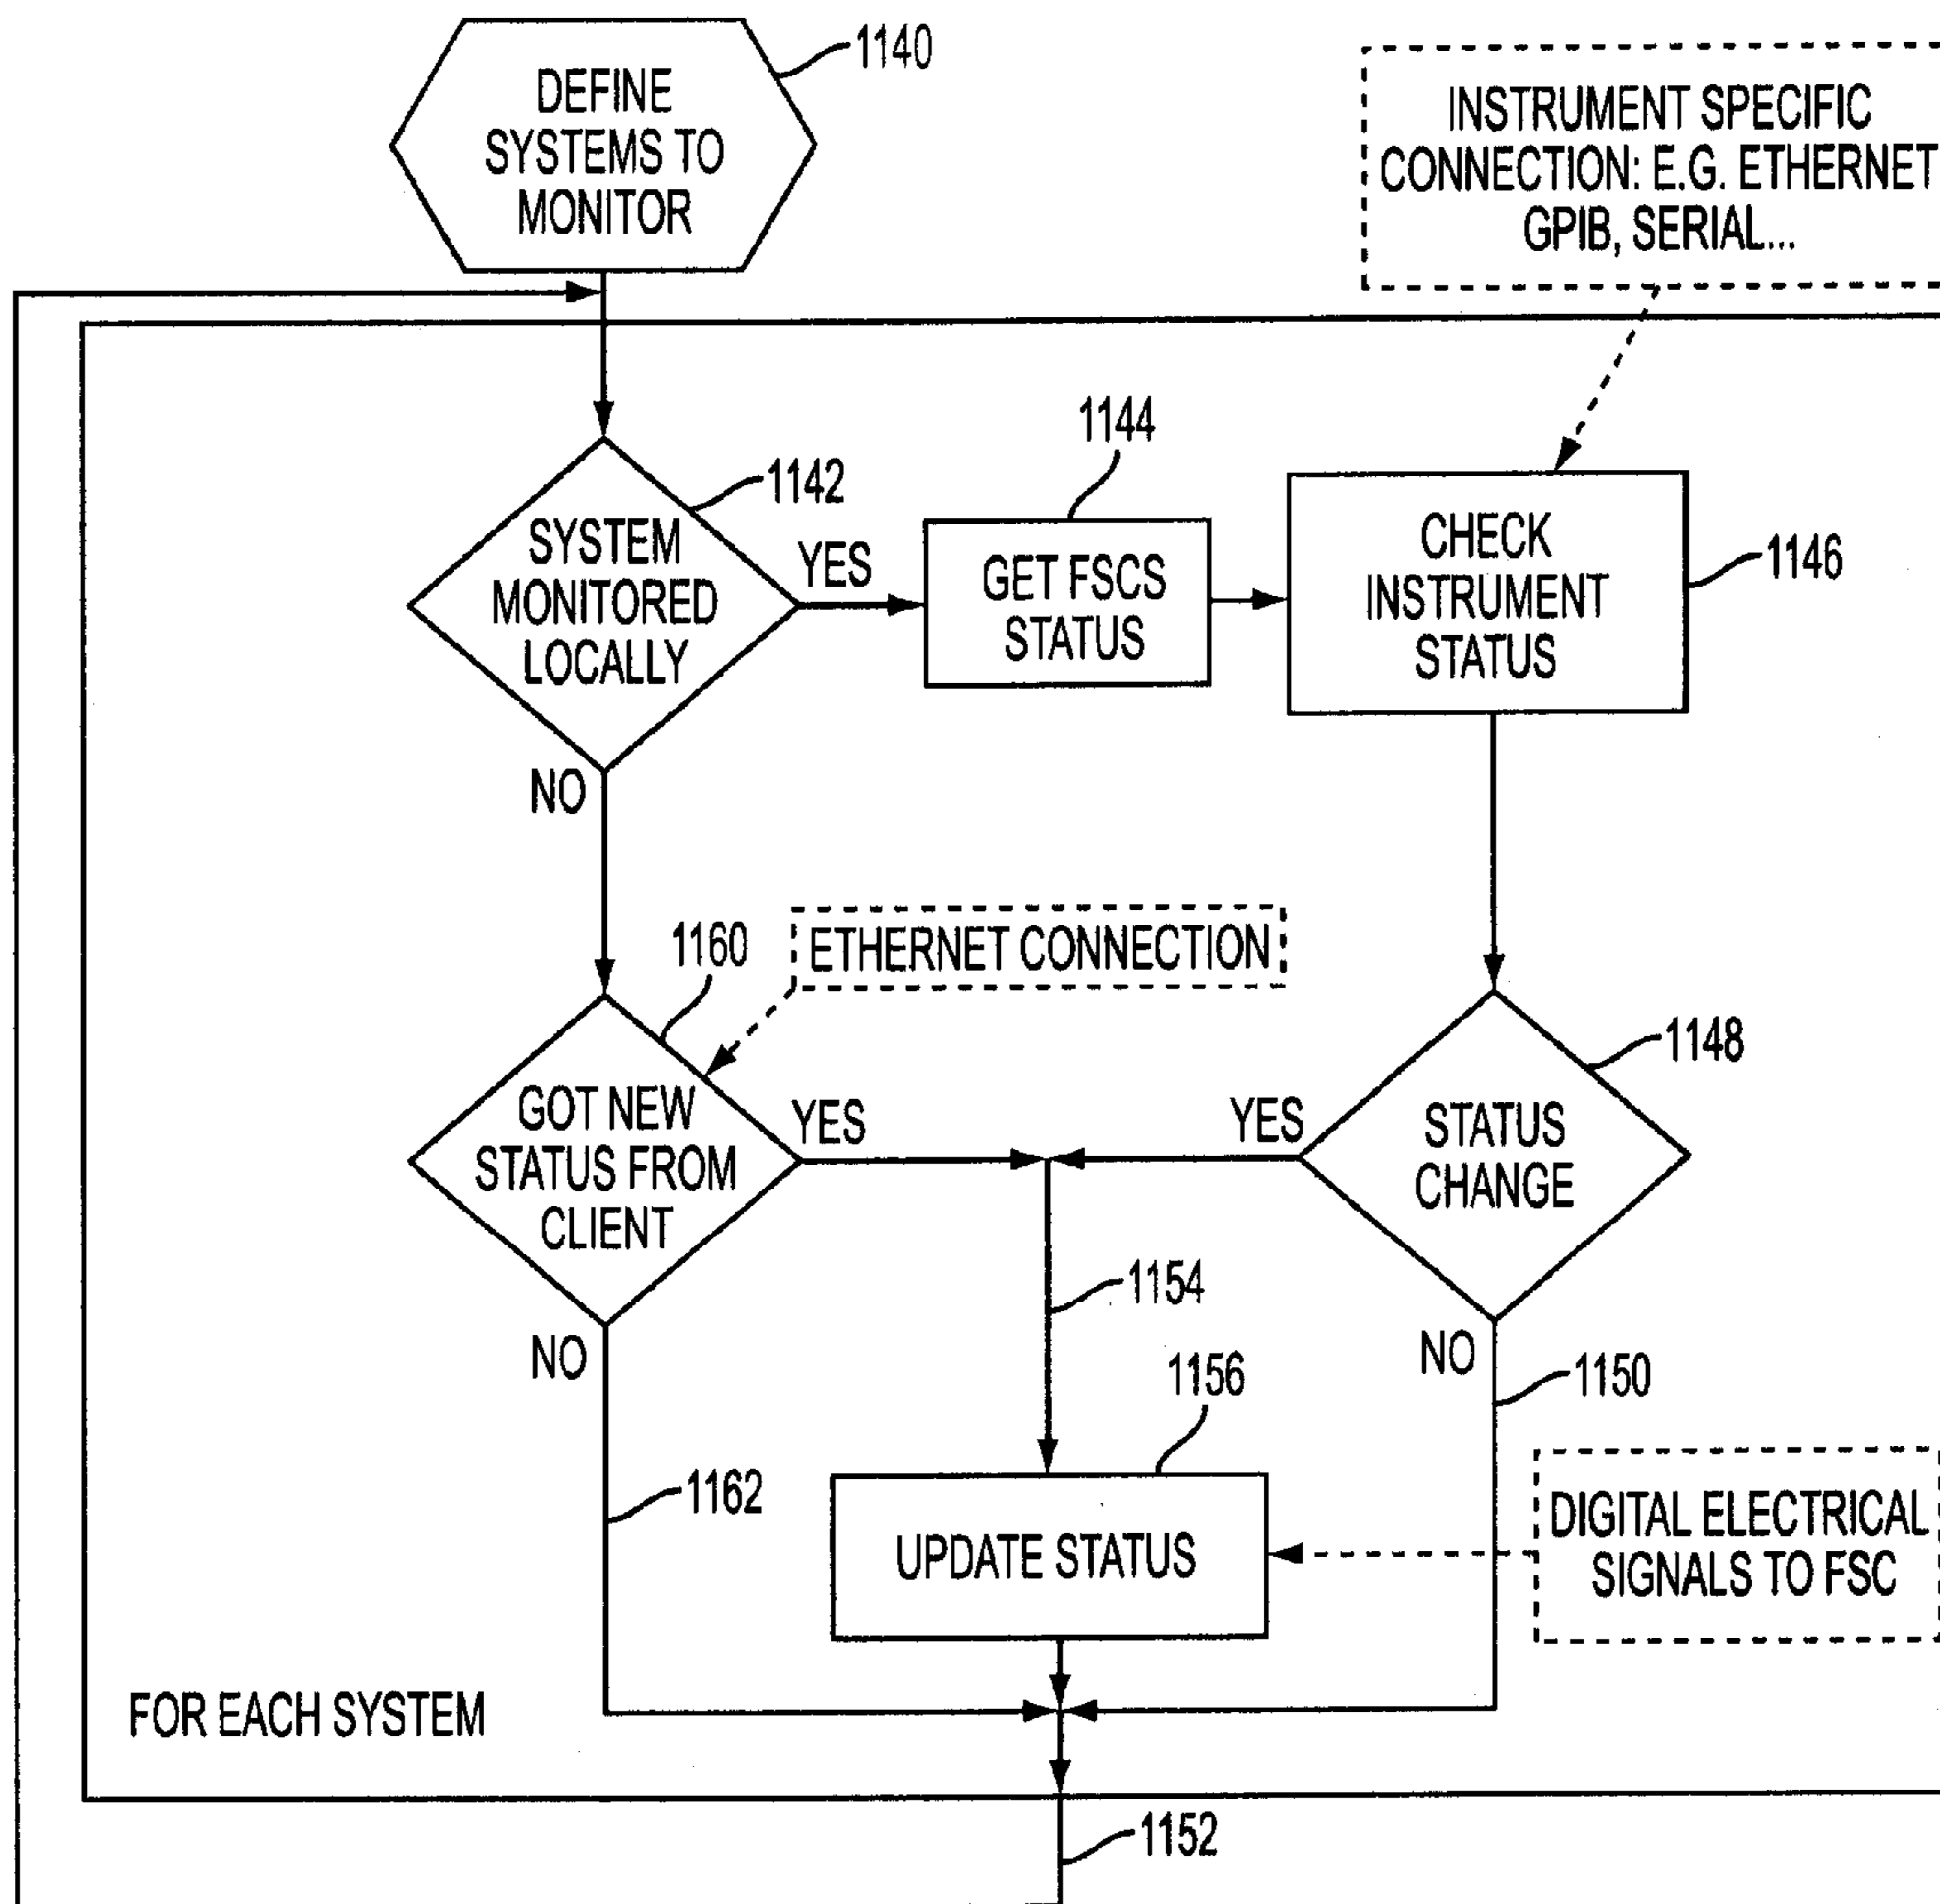 1140
DEFINE
SYSTEMS TO
MONITOR
INSTRUMENT SPECIFIC
CONNECTION: E.G. ETHERNET
GPIB, SERIAL...
1142
SYSTEM
MONITORED
LOCALLY
YES
NO
1144
GET FSCS
STATUS
CHECK
INSTRUMENT
STATUS
1146
1160
ETHERNET CONNECTION
GOT NEW
STATUS FROM
CLIENT
YES
NO
1148
STATUS
CHANGE
YES
NO
1154
1150
1156
1162
UPDATE STATUS
DIGITAL ELECTRICAL
SIGNALS TO FSC
FOR EACH SYSTEM
1152